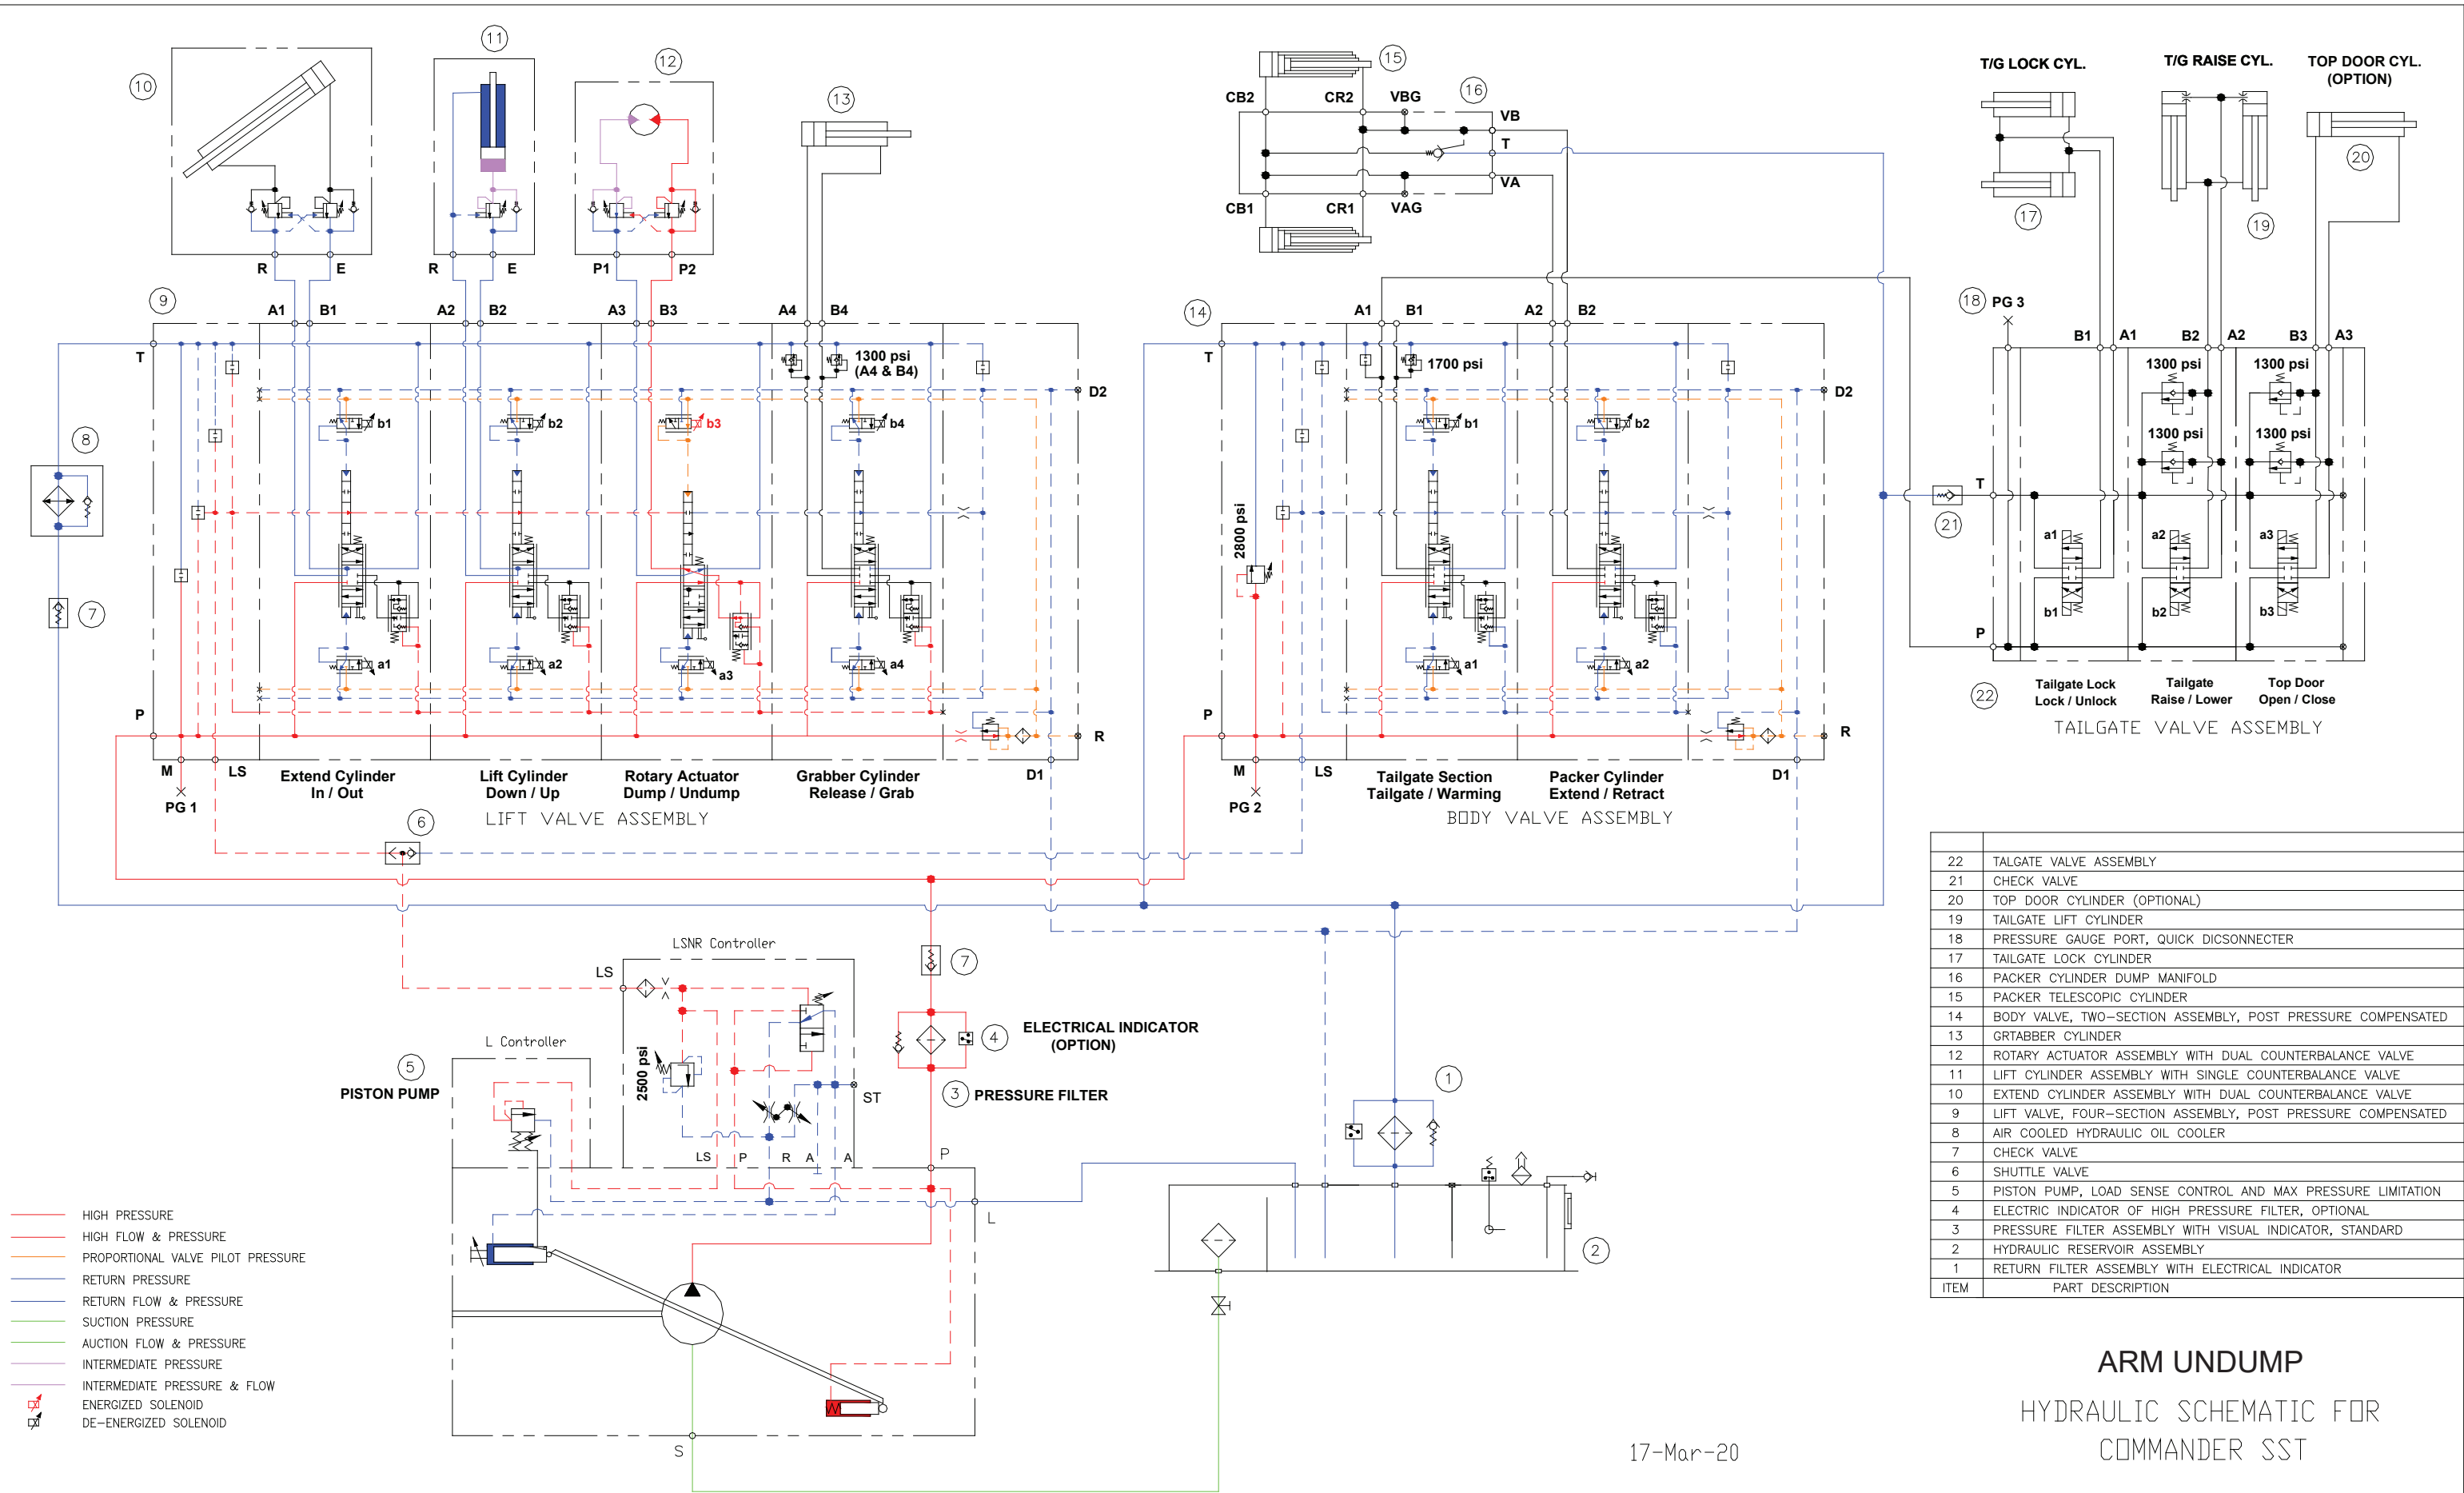 11
10
12
13
15
16
CB2
CR2
VBG
VB
T
VA
CB1
CR1
VAG
T/G LOCK CYL.
T/G RAISE CYL.
TOP DOOR CYL.
(OPTION)
17
19
20
R
E
R
E
P1
P2
9
A1
B1
A2
B2
A3
B3
A4
B4
T
1300 psi
(A4 & B4)
D2
b1
b2
b3
b4
a1
a2
a3
a4
P
R
M
LS
D1
PG 1
Extend Cylinder
In / Out
Lift Cylinder
Down / Up
Rotary Actuator
Dump / Undump
Grabber Cylinder
Release / Grab
LIFT VALVE ASSEMBLY
8
7
6
14
A1
B1
A2
B2
T
1700 psi
D2
b1
b2
2800 psi
a1
a2
P
R
M
LS
D1
PG 2
Tailgate Section
Tailgate / Warming
Packer Cylinder
Extend / Retract
BODY VALVE ASSEMBLY
18
PG 3
B1
A1
B2
A2
B3
A3
1300 psi
1300 psi
1300 psi
1300 psi
T
21
a1
a2
a3
b1
b2
b3
P
22
Tailgate Lock
Lock / Unlock
Tailgate
Raise / Lower
Top Door
Open / Close
TAILGATE VALVE ASSEMBLY
LSNR Controller
LS
7
L Controller
5
PISTON PUMP
2500 psi
ST
4
ELECTRICAL INDICATOR
(OPTION)
3
PRESSURE FILTER
LS
P
R
A
A
P
L
S
1
2
HIGH PRESSURE
HIGH FLOW & PRESSURE
PROPORTIONAL VALVE PILOT PRESSURE
RETURN PRESSURE
RETURN FLOW & PRESSURE
SUCTION PRESSURE
AUCTION FLOW & PRESSURE
INTERMEDIATE PRESSURE
INTERMEDIATE PRESSURE & FLOW
ENERGIZED SOLENOID
DE-ENERGIZED SOLENOID
22 TALGATE VALVE ASSEMBLY
21 CHECK VALVE
20 TOP DOOR CYLINDER (OPTIONAL)
19 TAILGATE LIFT CYLINDER
18 PRESSURE GAUGE PORT, QUICK DICSONNECTER
17 TAILGATE LOCK CYLINDER
16 PACKER CYLINDER DUMP MANIFOLD
15 PACKER TELESCOPIC CYLINDER
14 BODY VALVE, TWO-SECTION ASSEMBLY, POST PRESSURE COMPENSATED
13 GRTABBER CYLINDER
12 ROTARY ACTUATOR ASSEMBLY WITH DUAL COUNTERBALANCE VALVE
11 LIFT CYLINDER ASSEMBLY WITH SINGLE COUNTERBALANCE VALVE
10 EXTEND CYLINDER ASSEMBLY WITH DUAL COUNTERBALANCE VALVE
9 LIFT VALVE, FOUR-SECTION ASSEMBLY, POST PRESSURE COMPENSATED
8 AIR COOLED HYDRAULIC OIL COOLER
7 CHECK VALVE
6 SHUTTLE VALVE
5 PISTON PUMP, LOAD SENSE CONTROL AND MAX PRESSURE LIMITATION
4 ELECTRIC INDICATOR OF HIGH PRESSURE FILTER, OPTIONAL
3 PRESSURE FILTER ASSEMBLY WITH VISUAL INDICATOR, STANDARD
2 HYDRAULIC RESERVOIR ASSEMBLY
1 RETURN FILTER ASSEMBLY WITH ELECTRICAL INDICATOR
ITEM PART DESCRIPTION
ARM UNDUMP
HYDRAULIC SCHEMATIC FOR
COMMANDER SST
17-Mar-20